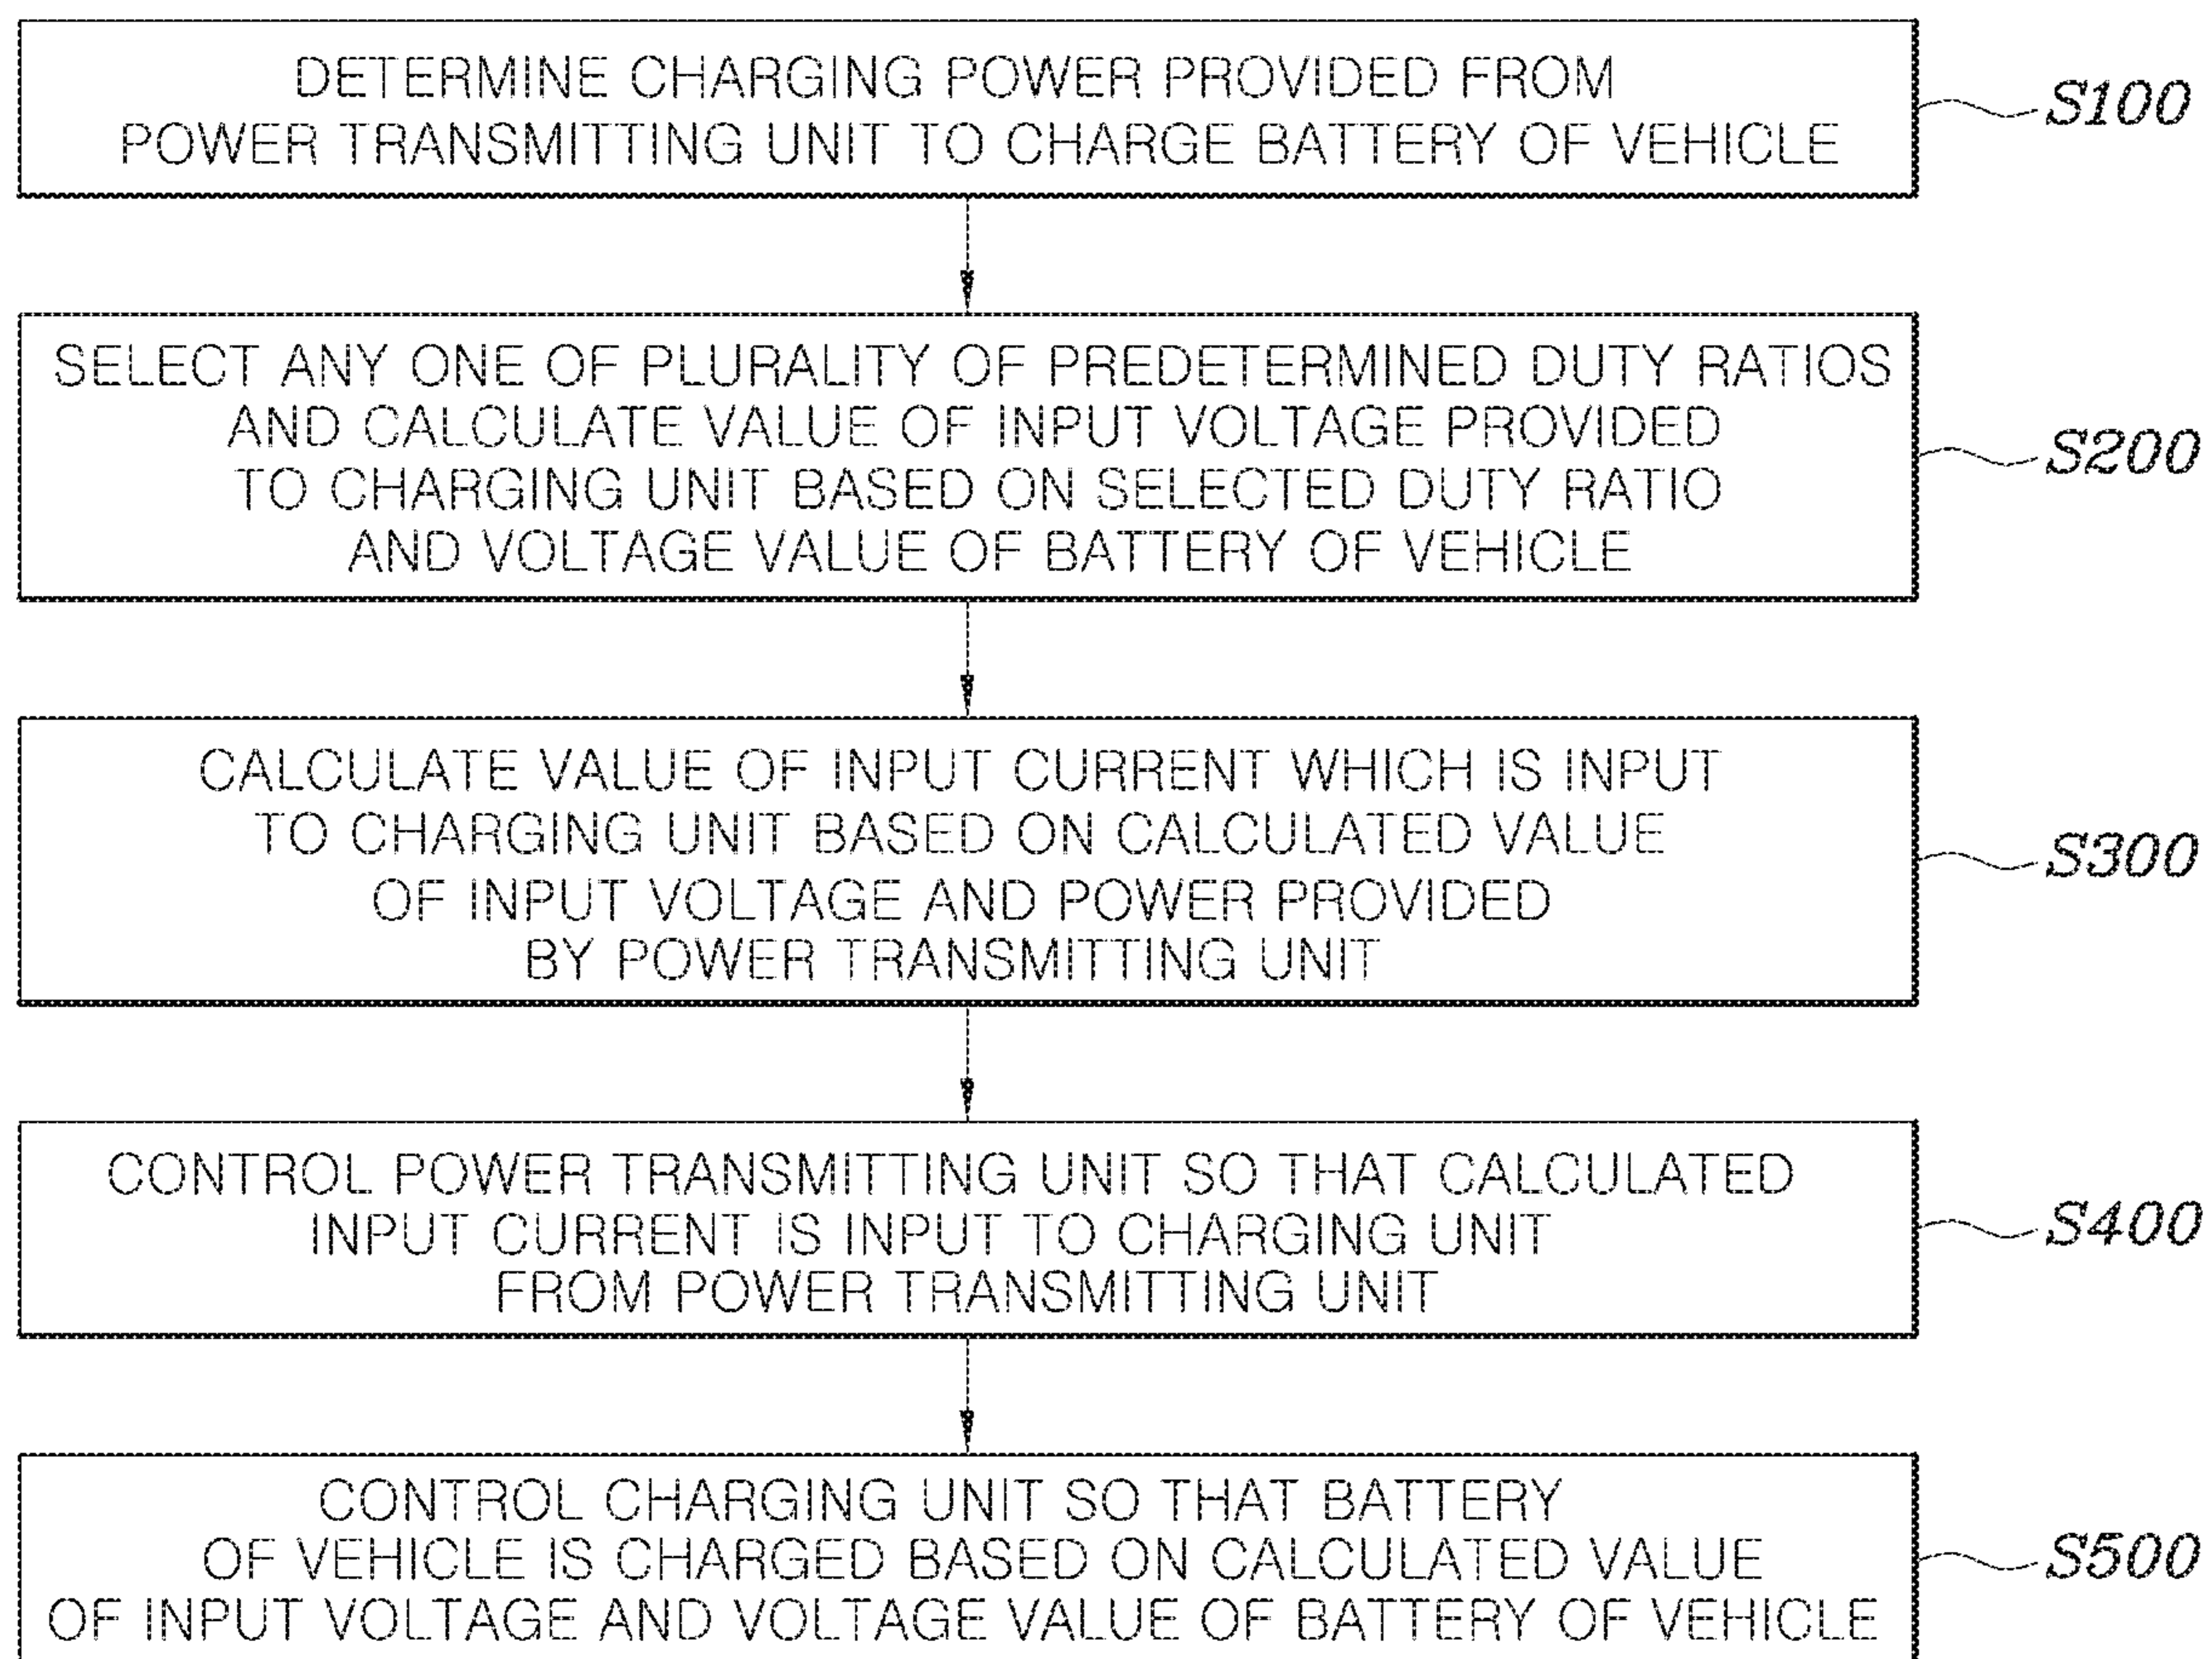 DETERMINE CHARGING POWER PROVIDED FROM
POWER TRANSMITTING UNIT TO CHARGE BATTERY OF VEHICLE
S100
SELECT ANY ONE OF PLURALITY OF PREDETERMINED DUTY RATIOS
AND CALCULATE VALUE OF INPUT VOLTAGE PROVIDED
TO CHARGING UNIT BASED ON SELECTED DUTY RATIO
AND VOLTAGE VALUE OF BATTERY OF VEHICLE
S200
CALCULATE VALUE OF INPUT CURRENT WHICH IS INPUT
TO CHARGING UNIT BASED ON CALCULATED VALUE
OF INPUT VOLTAGE AND POWER PROVIDED
BY POWER TRANSMITTING UNIT
S300
CONTROL POWER TRANSMITTING UNIT SO THAT CALCULATED
INPUT CURRENT IS INPUT TO CHARGING UNIT
FROM POWER TRANSMITTING UNIT
S400
CONTROL CHARGING UNIT SO THAT BATTERY
OF VEHICLE IS CHARGED BASED ON CALCULATED VALUE
OF INPUT VOLTAGE AND VOLTAGE VALUE OF BATTERY OF VEHICLE
S500